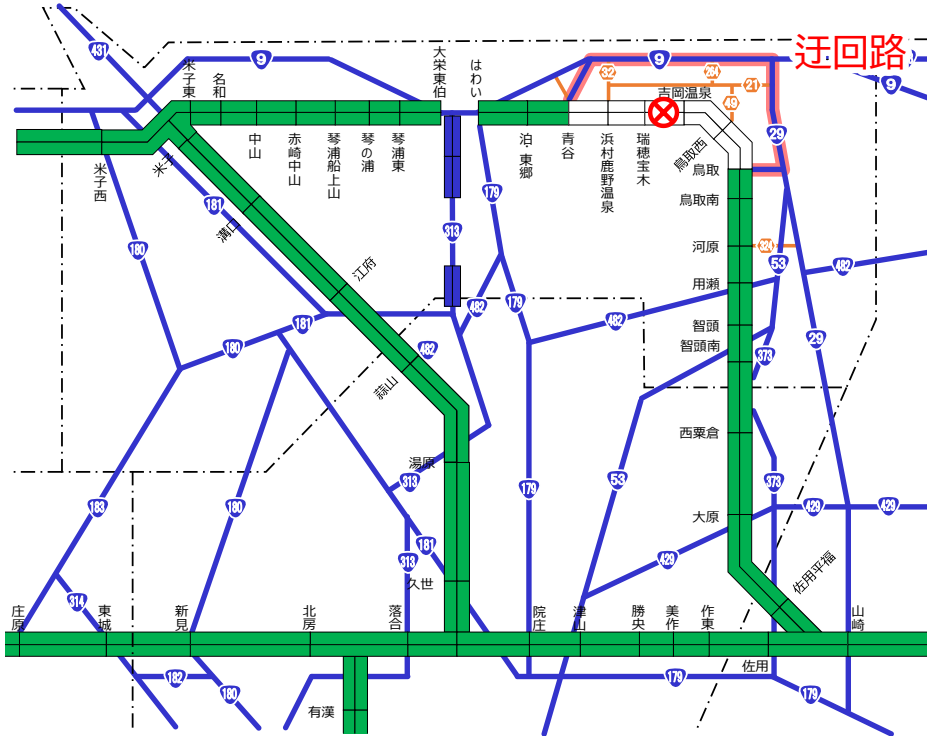 迂回路
431
9
9
9
32
264
21
49
29
大栄東伯
はわい
米子東
名和
吉岡温泉
中山
赤崎中山
琴浦船上山
琴の浦
琴浦東
泊・東郷
青谷
浜村鹿野温泉
瑞穂宝木
鳥取西
鳥取
米子西
米子
鳥取南
181
179
溝口
313
180
河原
324
53
482
江府
用瀬
482
179
181
482
智頭
智頭南
180
482
373
29
蒜山
西粟倉
湯原
313
53
179
373
183
180
大原
429
429
181
429
313
久世
佐用平福
314
庄原
東城
新見
北房
落合
院庄
津山
勝央
美作
作東
山崎
佐用
182
180
179
179
有漢